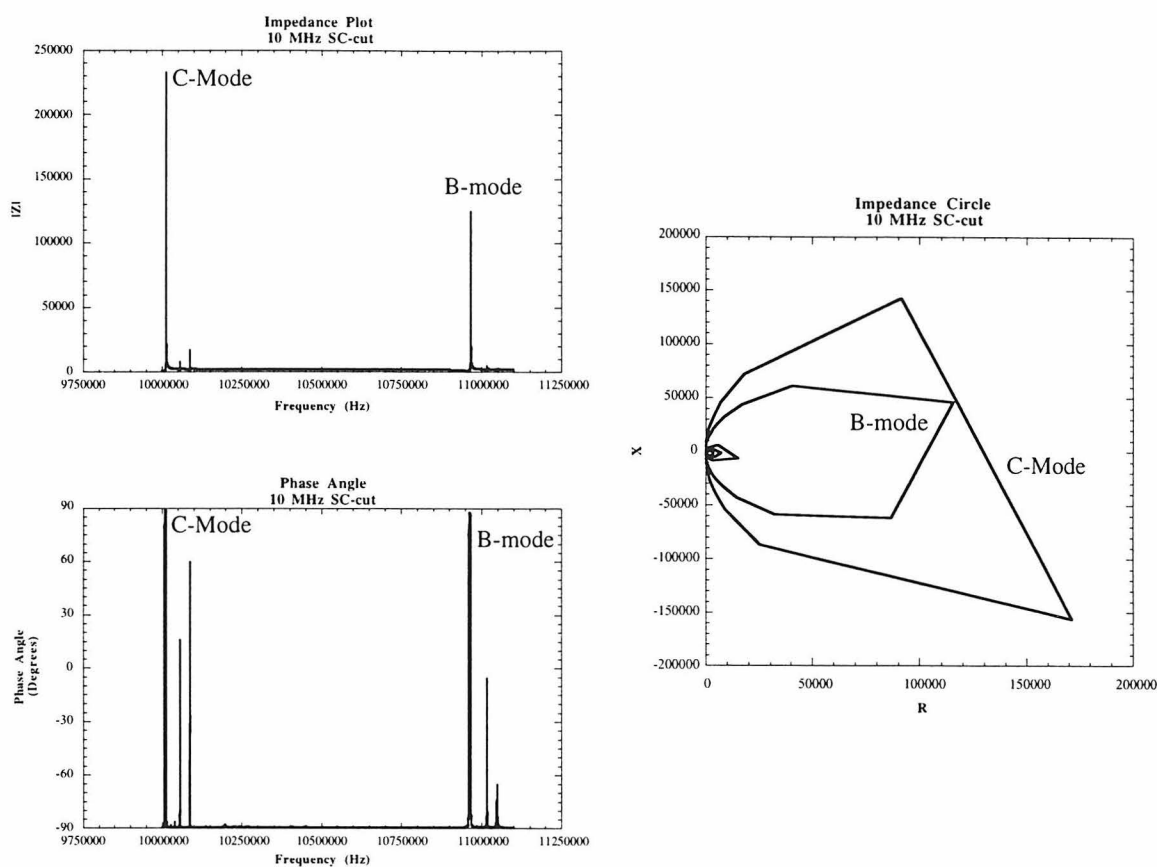 Impedance Plot
10 MHz SC-cut
250000
200000
150000
100000
50000
0
|Z|
C-Mode
B-mode
9750000 10000000 10250000 10500000 10750000 11000000 11250000
Frequency (Hz)
Phase Angle
10 MHz SC-cut
90
60
30
0
-30
-60
-90
Phase Angle
(Degrees)
C-Mode
B-mode
9750000 10000000 10250000 10500000 10750000 11000000 11250000
Frequency (Hz)
Impedance Circle
10 MHz SC-cut
200000
150000
100000
50000
0
-50000
-100000
-150000
-200000
X
B-mode
C-Mode
0 50000 100000 150000 200000
R